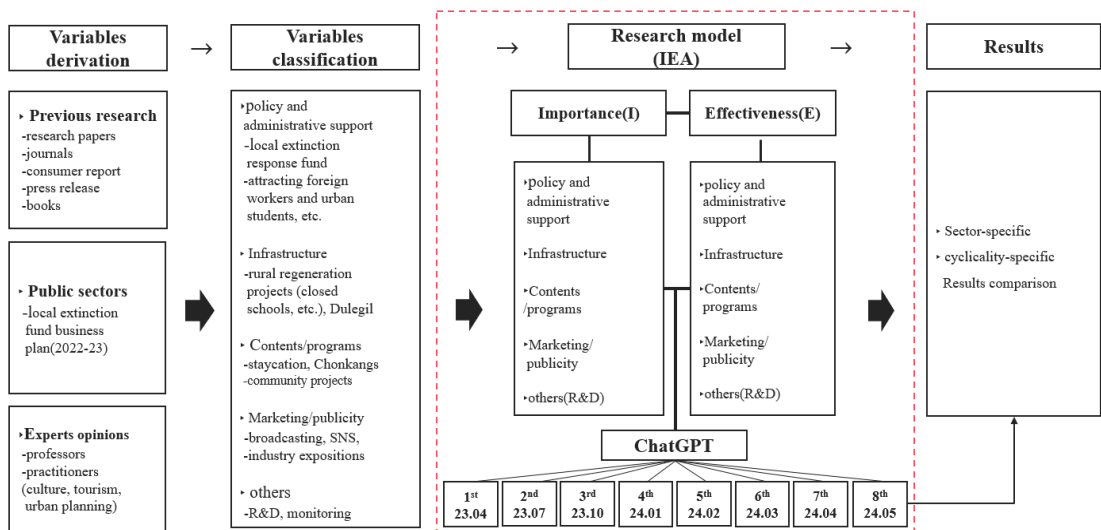 Variables
derivation
→
Variables
classification
→
Research model
(IEA)
→
Results
‣ Previous research
-research papers
-journals
-consumer report
-press release
-books
‣ Public sectors
-local extinction
fund business
plan(2022-23)
‣Experts opinions
-professors
-practitioners
(culture, tourism,
urban planning)
‣policy and
administrative support
-local extinction
response fund
-attracting foreign
workers and urban
students, etc.
‣ Infrastructure
-rural regeneration
projects (closed
schools, etc.), Dulegil
‣ Contents/programs
-staycation, Chonkangs
-community projects
‣ Marketing/publicity
-broadcasting, SNS,
-industry expositions
‣ others
-R&D, monitoring
Importance(I)
‣policy and
administrative
support
‣Infrastructure
‣Contents
/programs
‣Marketing/
publicity
‣others(R&D)
Effectiveness(E)
‣policy and
administrative
support
‣Infrastructure
‣Contents/
programs
‣Marketing/
publicity
‣others(R&D)
ChatGPT
1st
23.04
2nd
23.07
3rd
23.10
4th
24.01
5th
24.02
6th
24.03
7th
24.04
8th
24.05
‣ Sector-specific
‣ cyclicality-specific
Results comparison